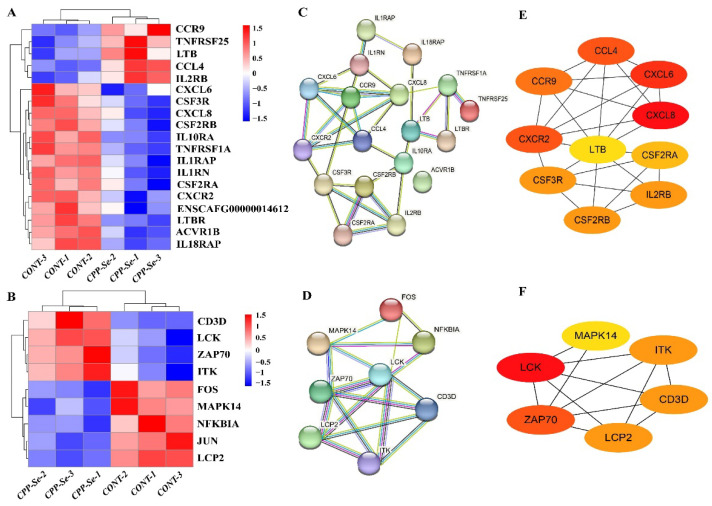 A
CCR9
TNFRSF25
LTB
CCL4
IL2RB
CXCL6
CSF3R
CXCL8
CSF2RB
IL10RA
TNFRSF1A
IL1RAP
IL1RN
CSF2RA
CXCR2
ENSCAFG00000014612
LTBR
ACVR1B
IL18RAP
CONT-3
CONT-1
CONT-2
CPP-Se-2
CPP-Se-1
CPP-Se-3
1.5
1
0.5
0
−0.5
−1
−1.5
B
CD3D
LCK
ZAP70
ITK
FOS
MAPK14
NFKBIA
JUN
LCP2
CPP-Se-2
CPP-Se-3
CPP-Se-1
CONT-2
CONT-1
CONT-3
1.5
1
0.5
0
−0.5
−1
−1.5
C
IL1RAP
IL1RN
IL18RAP
CXCL6
CCR9
CXCL8
TNFRSF1A
TNFRSF25
LTB
LTBR
CXCR2
CCL4
IL10RA
ACVR1B
CSF3R
CSF2RB
IL2RB
CSF2RA
D
FOS
MAPK14
NFKBIA
LCK
ZAP70
CD3D
LCP2
ITK
E
CCL4
CCR9
CXCL6
CXCL8
CXCR2
LTB
CSF2RA
CSF3R
IL2RB
CSF2RB
F
MAPK14
LCK
ITK
CD3D
ZAP70
LCP2